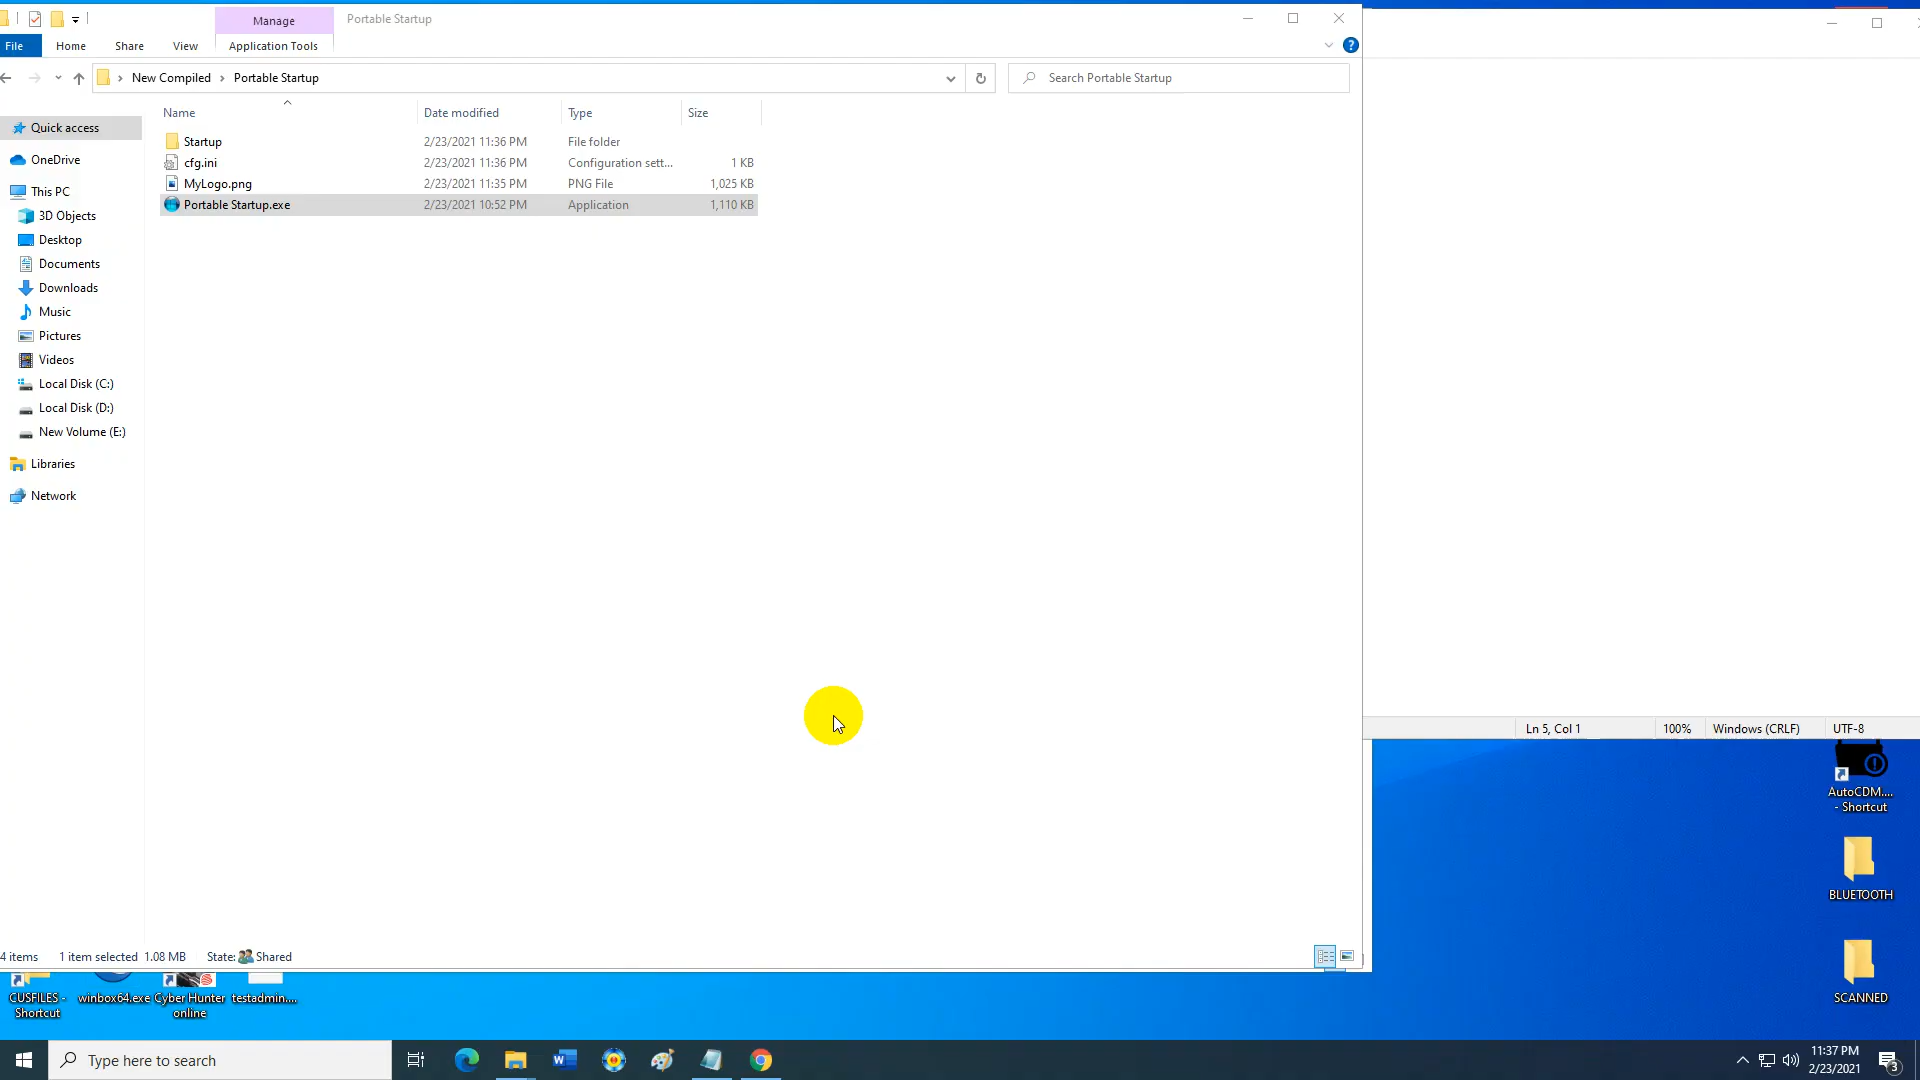 Manage
Portable Startup
File
Home
Share
View
Application Tools
New Compiled
Portable Startup
Search Portable Startup
Name
Date modified
Type
Size
Quick access
OneDrive
This PC
3D Objects
Desktop
Documents
Downloads
Music
Pictures
Videos
Local Disk (C:)
Local Disk (D:)
New Volume (E:)
Libraries
Network
Startup 2/23/2021 11:36 PM File folder
cfg.ini 2/23/2021 11:36 PM Configuration sett... 1 KB
MyLogo.png 2/23/2021 11:35 PM PNG File 1,025 KB
Portable Startup.exe 2/23/2021 10:52 PM Application 1,110 KB
Ln 5, Col 1
100%
Windows (CRLF)
UTF-8
AutoCDM....
- Shortcut
BLUETOOTH
SCANNED
4 items
1 item selected 1.08 MB
State: Shared
CUSFILES -
Shortcut
winbox64.exe
Cyber Hunter
online
testadmin....
Type here to search
11:37 PM
2/23/2021
3